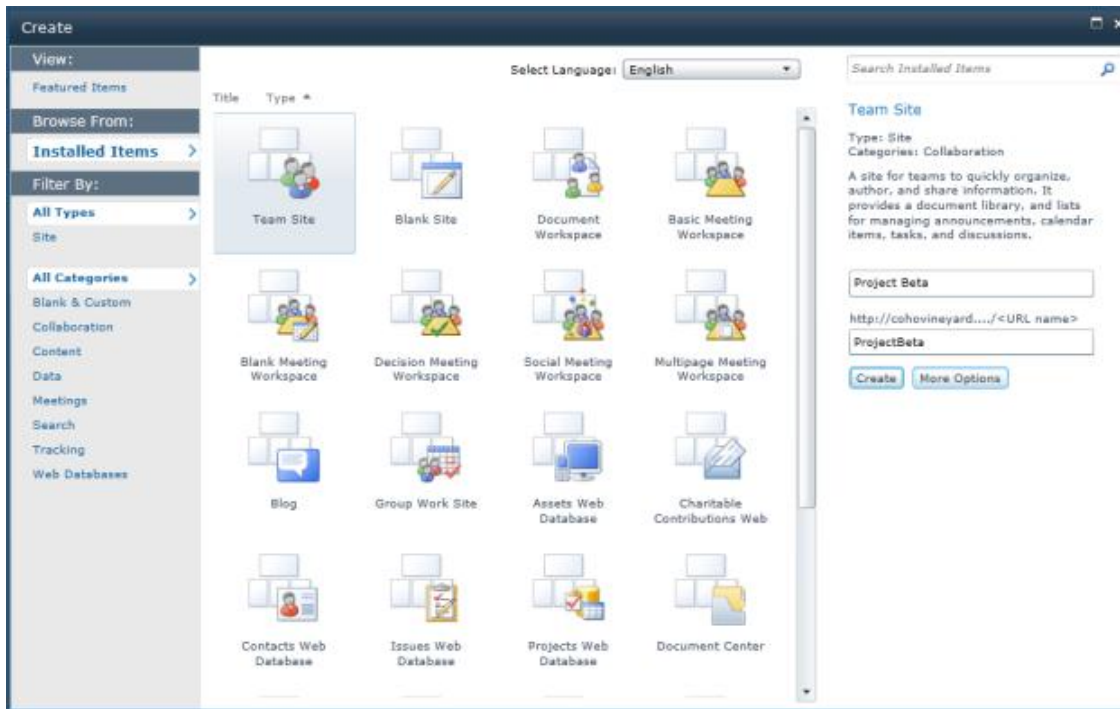 Create
View:
Featured Items
Browse From:
Installed Items
Filter By:
All Types
Site
All Categories
Blank & Custom
Collaboration
Content
Data
Meetings
Search
Tracking
Web Databases
Select Language: English
Title Type
Team Site
Blank Site
Document
Workspace
Basic Meeting
Workspace
Blank Meeting
Workspace
Decision Meeting
Workspace
Social Meeting
Workspace
Multipage Meeting
Workspace
Blog
Group Work Site
Assets Web
Database
Charitable
Contributions Web
Contacts Web
Database
Issues Web
Database
Projects Web
Database
Document Center
Search Installed Items
Team Site
Type: Site
Categories: Collaboration
A site for teams to quickly organize,
author, and share information. It
provides a document library, and lists
for managing announcements, calendar
items, tasks, and discussions.
Project Beta
http://cohovineyard..../<URL name>
ProjectBeta
Create
More Options